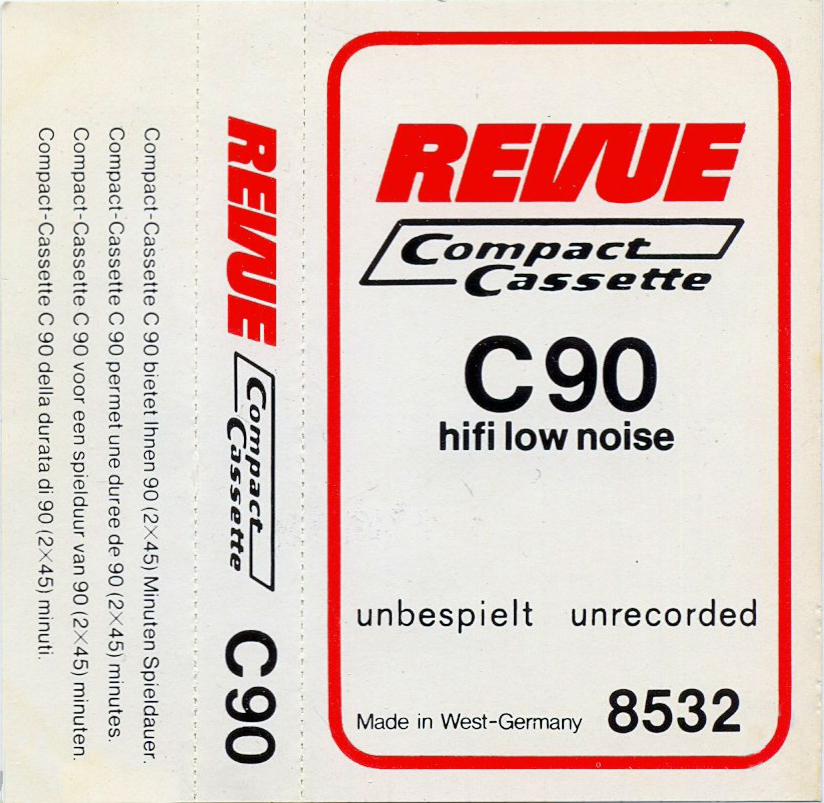 REVUE
Compact
Cassette
C 90
hifi low noise
unbespielt unrecorded
Made in West-Germany 8532
REVUE
Compact
Cassette
C 90
Compact-Cassette C 90 bietet Ihnen 90 (2×45) Minuten Spieldauer.
Compact-Cassette C 90 permet une duree de 90 (2×45) minutes.
Compact-Cassette C 90 voor een spielduur van 90 (2×45) minuten.
Compact-Cassette C 90 della durata di 90 (2×45) minuti.